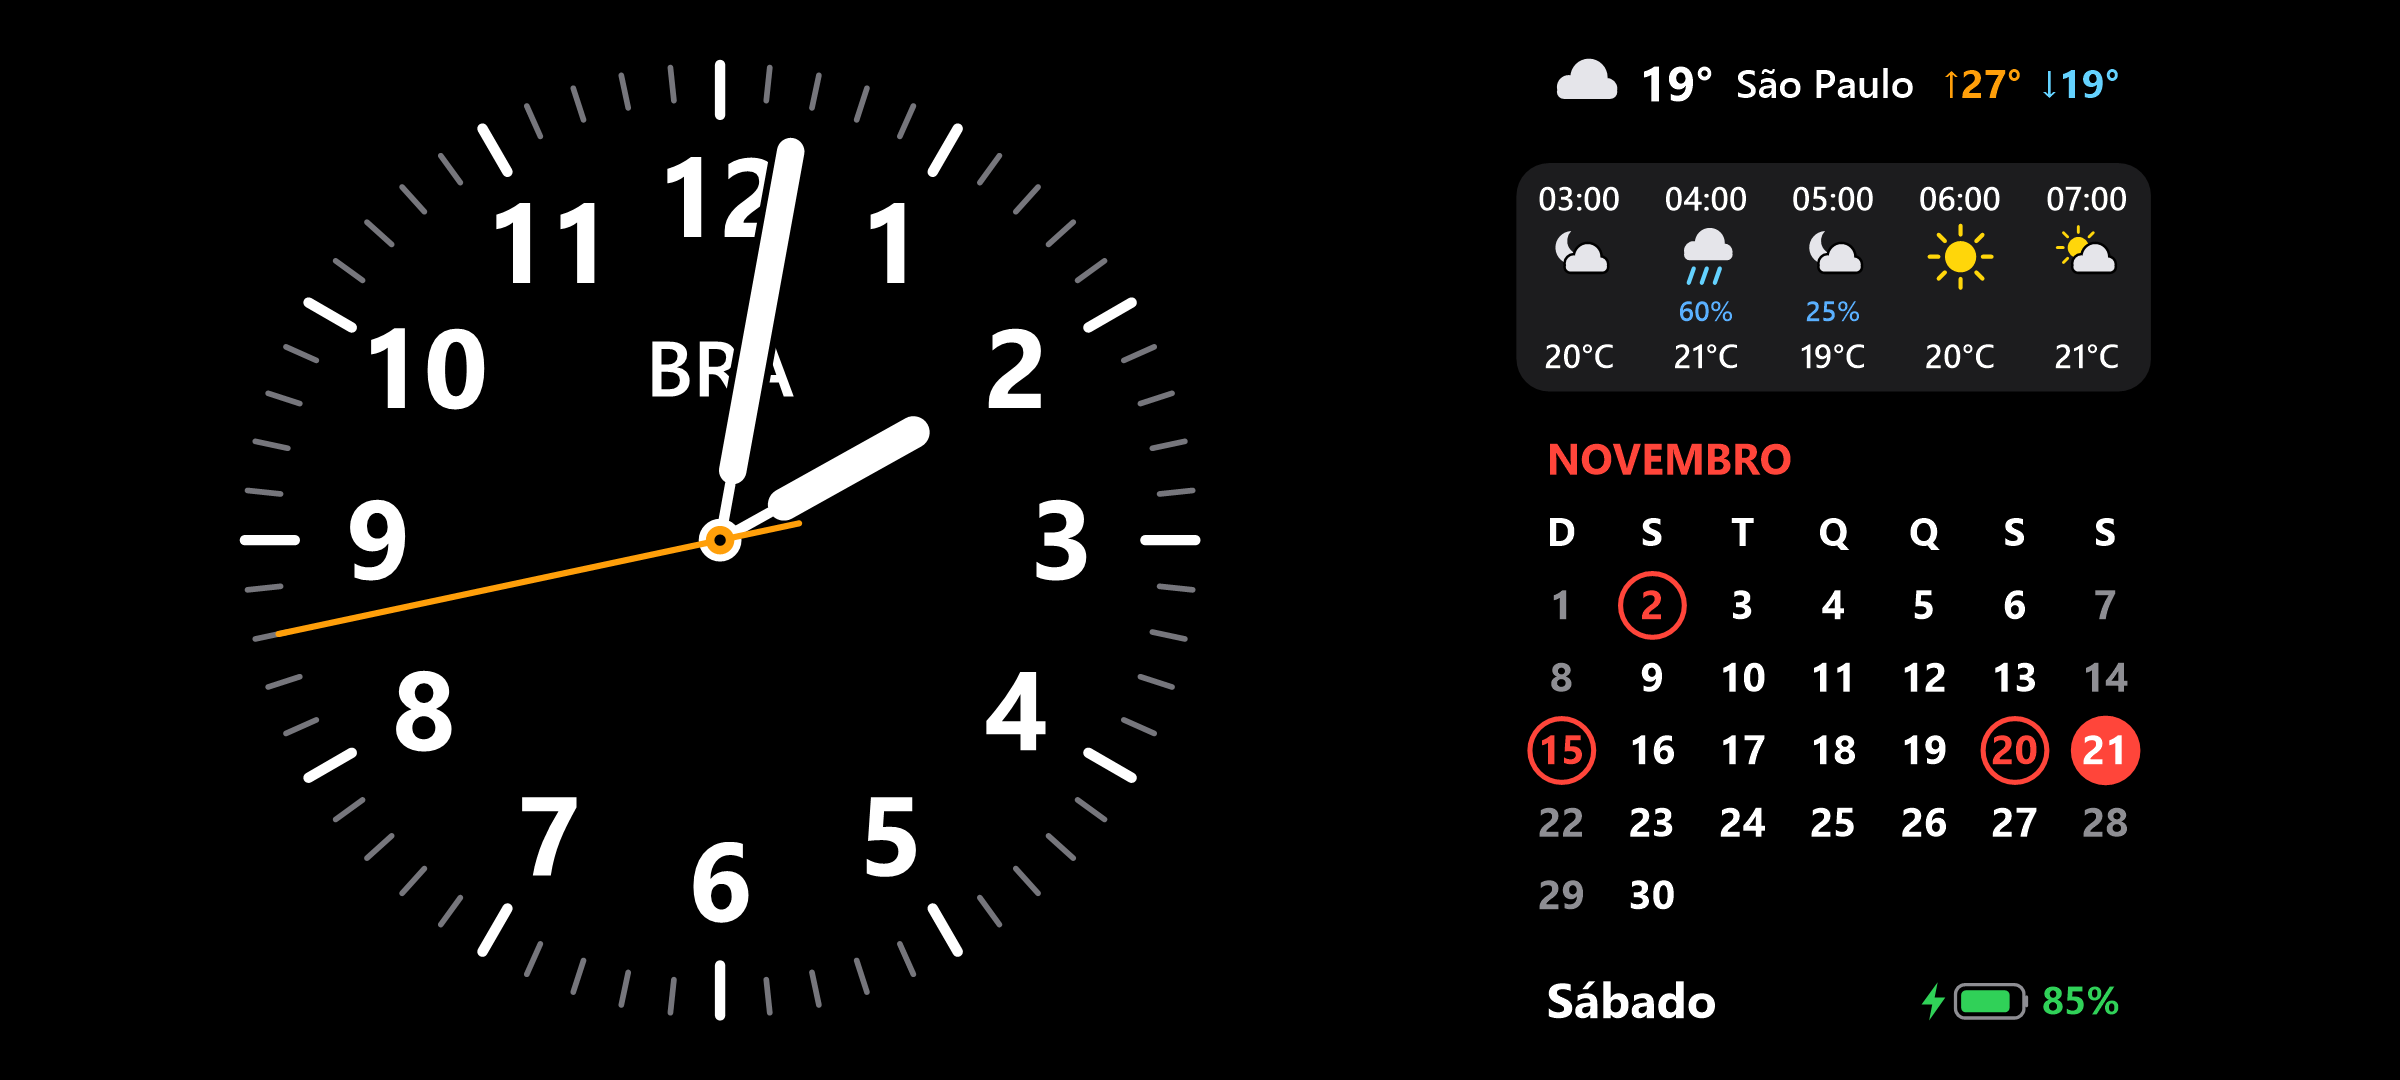 12
11
1
10
BRA
2
9
3
8
4
7
5
6
19° São Paulo ↑27° ↓19°
03:00 04:00 05:00 06:00 07:00
60% 25%
20°C 21°C 19°C 20°C 21°C
NOVEMBRO
D S T Q Q S S
1 2 3 4 5 6 7
8 9 10 11 12 13 14
15 16 17 18 19 20 21
22 23 24 25 26 27 28
29 30
Sábado 85%